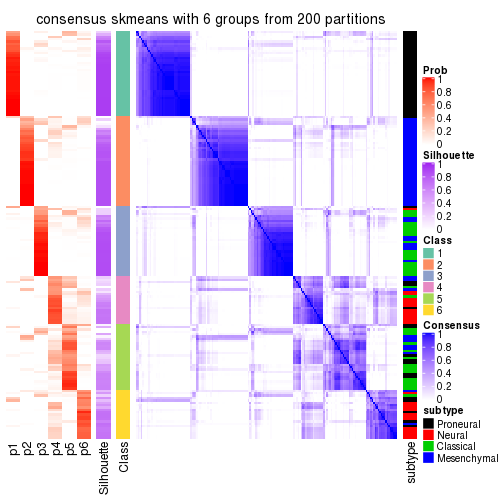 consensus skmeans with 6 groups from 200 partitions
p1
p2
p3
p4
p5
p6
Silhouette
Class
subtype
Prob
1
0.8
0.6
0.4
0.2
0
Silhouette
1
0.8
0.6
0.4
0.2
0
Class
1
2
3
4
5
6
Consensus
1
0.8
0.6
0.4
0.2
0
subtype
Proneural
Neural
Classical
Mesenchymal